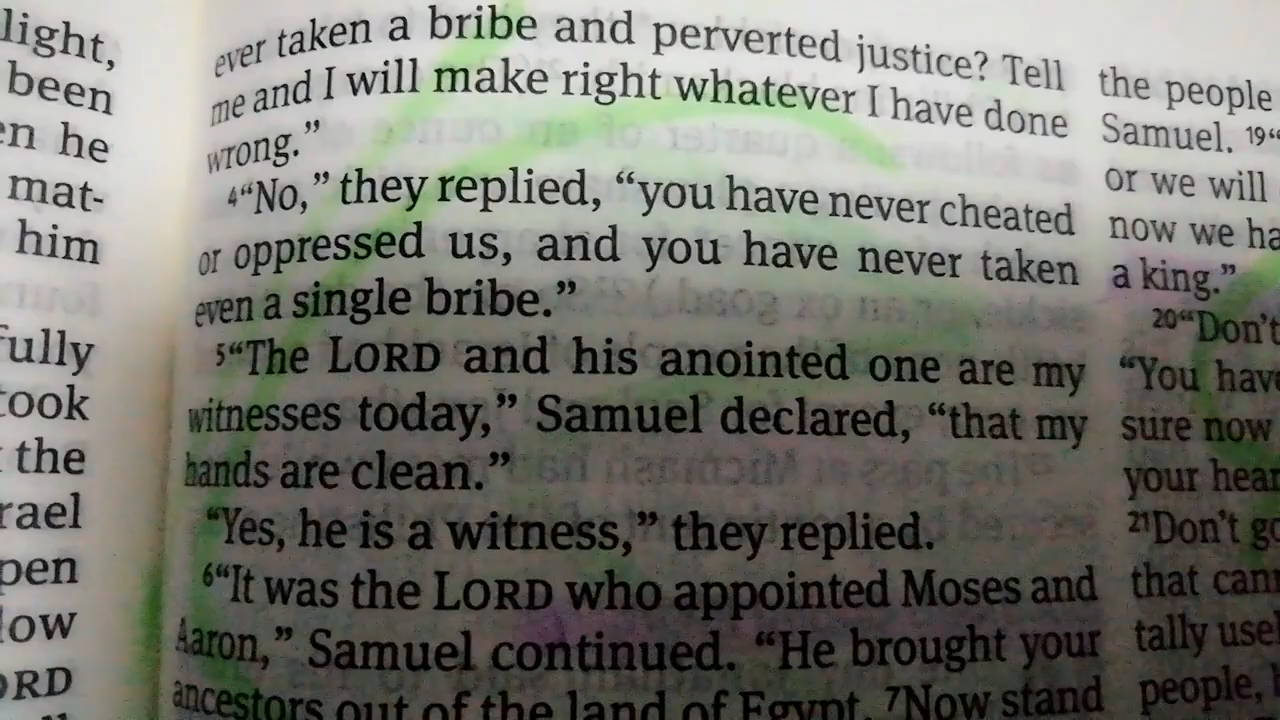 light,
been
en he
mat-
him
fully
took
the
rael
pen
low
ORD
ever taken a bribe and perverted justice? Tell
me and I will make right whatever I have done
wrong.”
4“No,” they replied, “you have never cheated
or oppressed us, and you have never taken
even a single bribe.”
5“The LORD and his anointed one are my
witnesses today,” Samuel declared, “that my
hands are clean.”
“Yes, he is a witness,” they replied.
6“It was the LORD who appointed Moses and
Aaron,” Samuel continued. “He brought your
ancestors out of the land of Egypt. 7Now stand
the people
Samuel. 19“
or we will
now we ha
a king.”
20“Don't
“You have
sure now
your hear
21Don't go
that cann
tally usel
people,